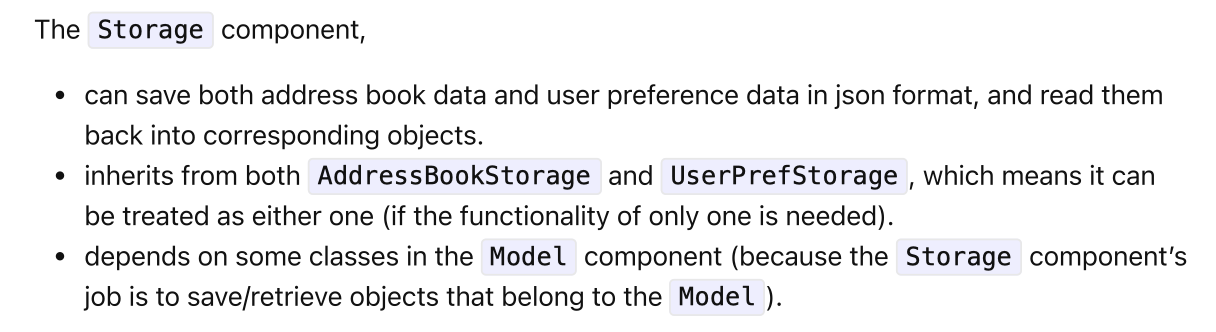 The Storage component,
• can save both address book data and user preference data in json format, and read them
back into corresponding objects.
• inherits from both AddressBookStorage and UserPrefStorage, which means it can
be treated as either one (if the functionality of only one is needed).
• depends on some classes in the Model component (because the Storage component’s
job is to save/retrieve objects that belong to the Model).